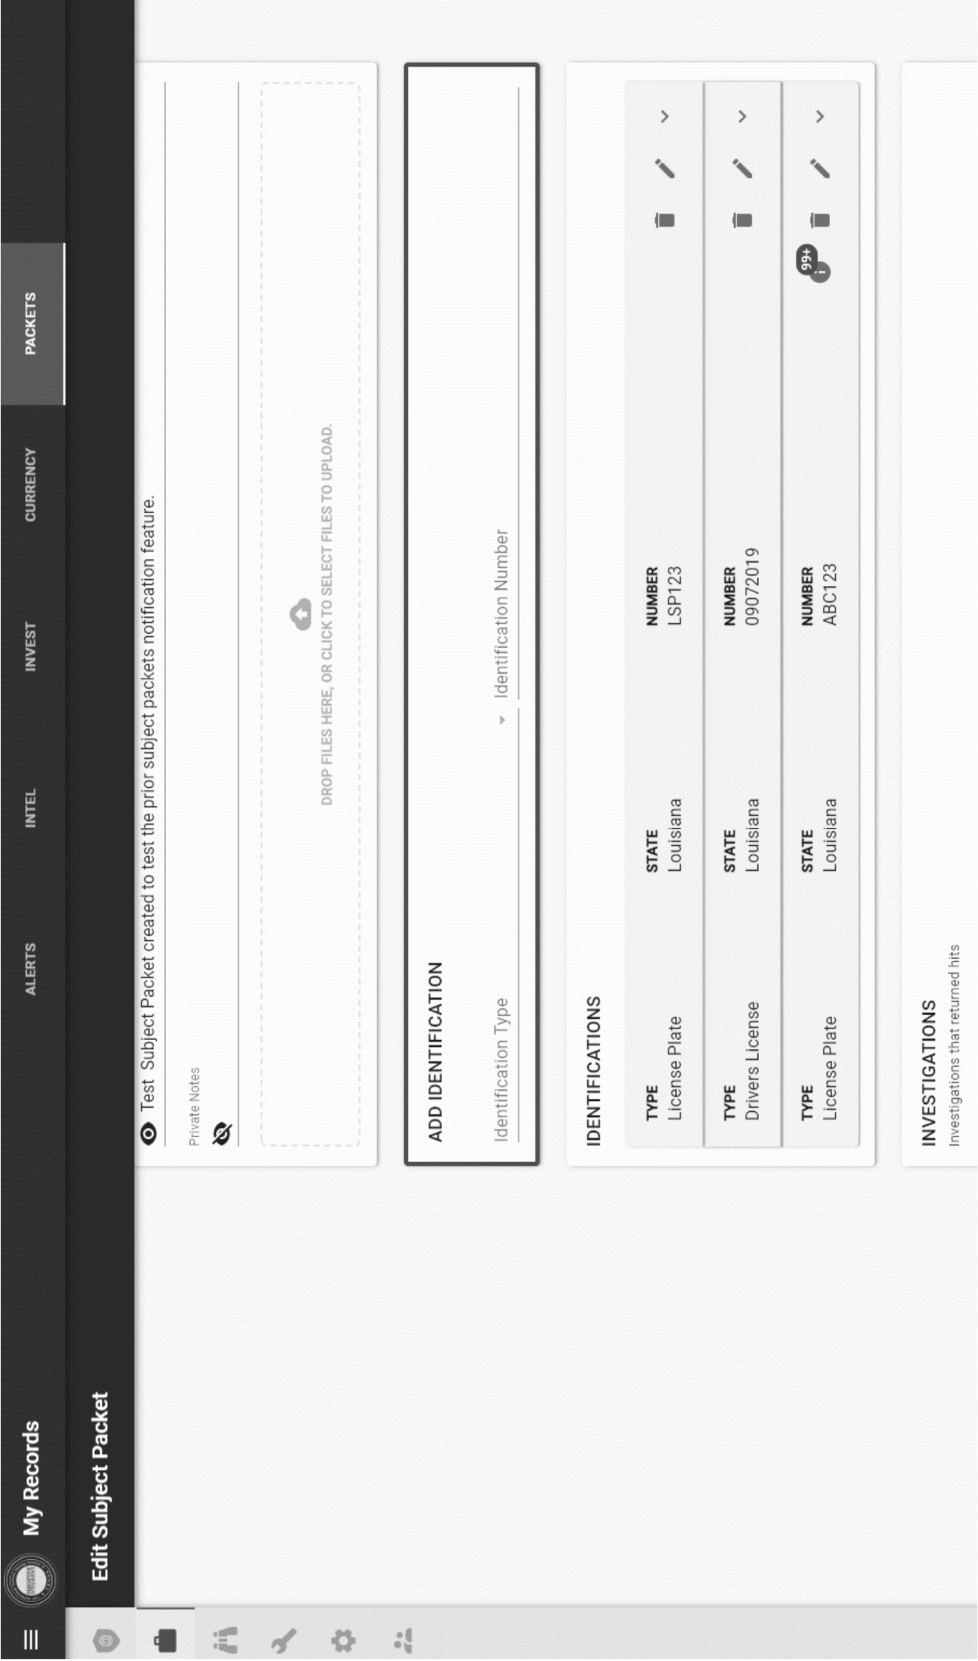 My Records
ALERTS
INTEL
INVEST
CURRENCY
PACKETS
Edit Subject Packet
Test Subject Packet created to test the prior subject packets notification feature.
Private Notes
DROP FILES HERE, OR CLICK TO SELECT FILES TO UPLOAD.
ADD IDENTIFICATION
Identification Type
Identification Number
IDENTIFICATIONS
TYPE STATE NUMBER
License Plate Louisiana LSP123
TYPE STATE NUMBER
Drivers License Louisiana 09072019
99+
TYPE STATE NUMBER
License Plate Louisiana ABC123
INVESTIGATIONS
Investigations that returned hits